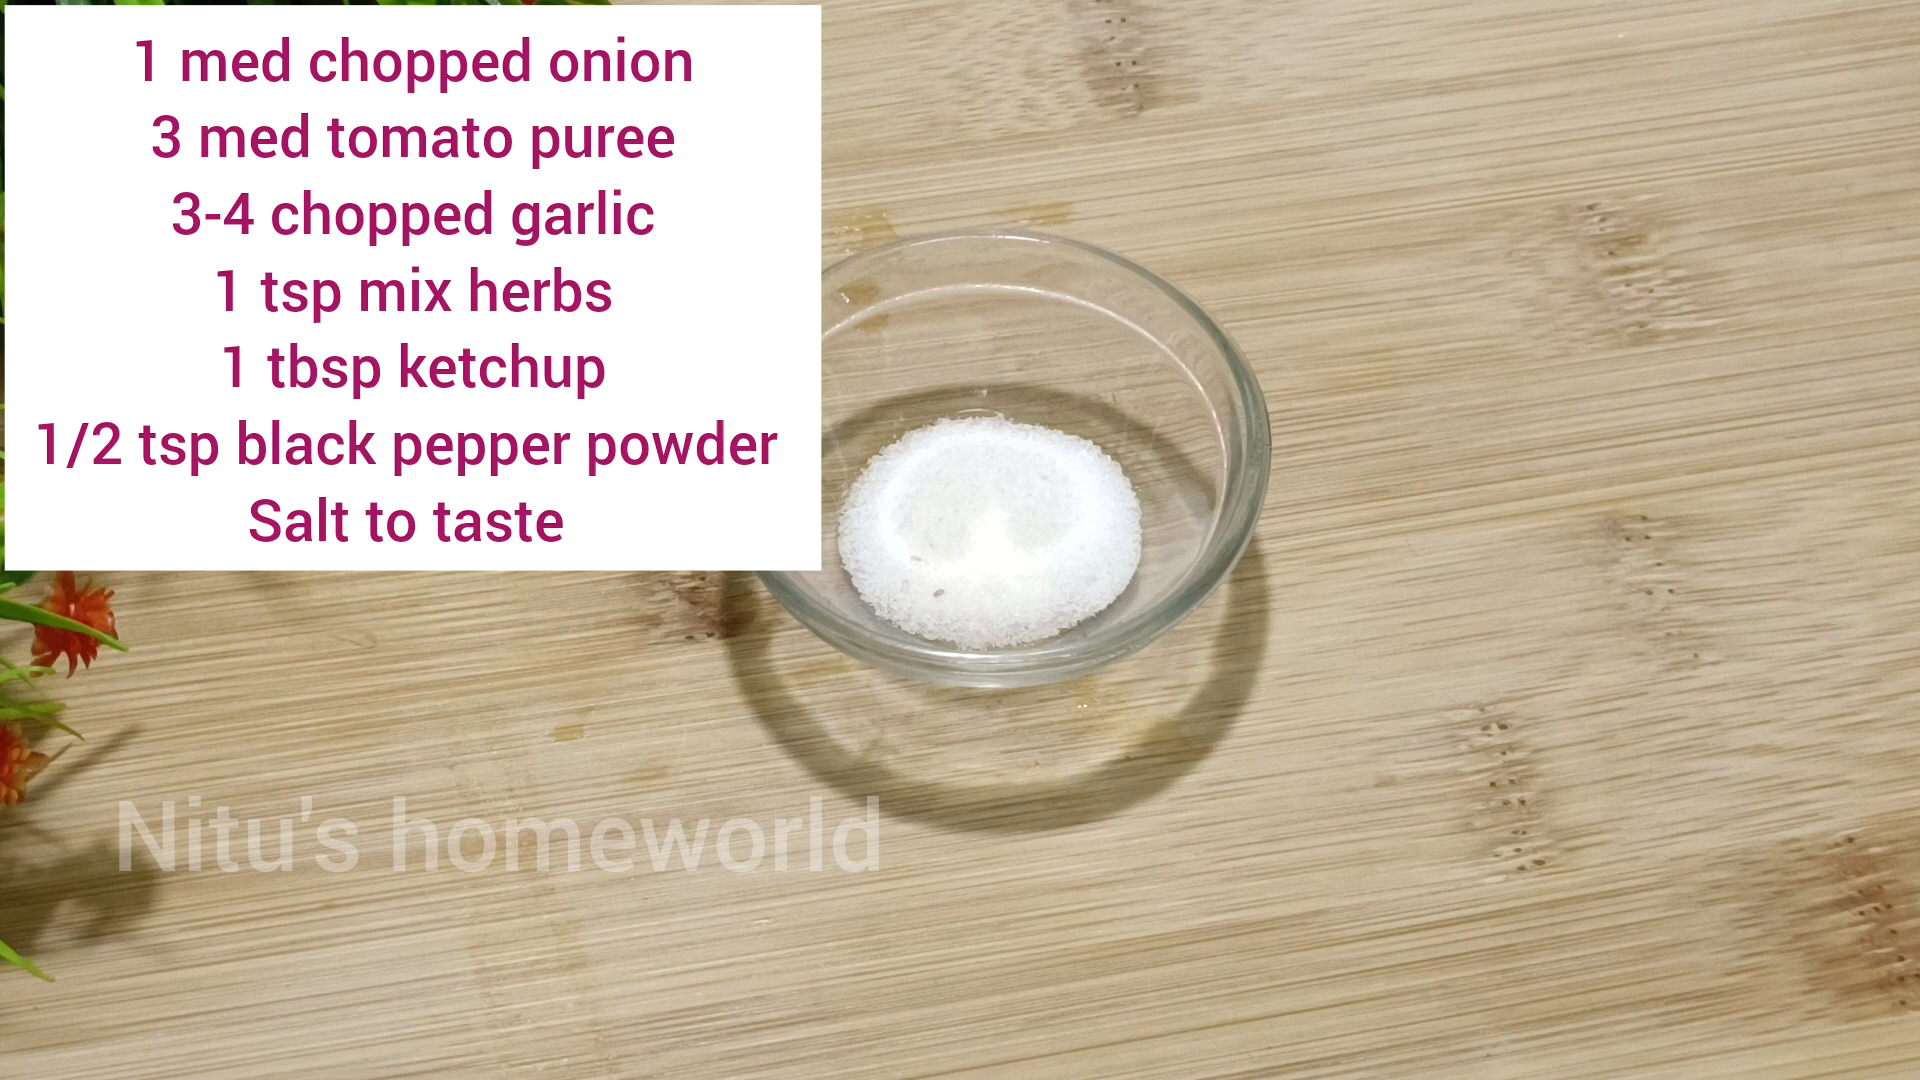 1 med chopped onion
3 med tomato puree
3-4 chopped garlic
1 tsp mix herbs
1 tbsp ketchup
1/2 tsp black pepper powder
Salt to taste
Nitu's homeworld